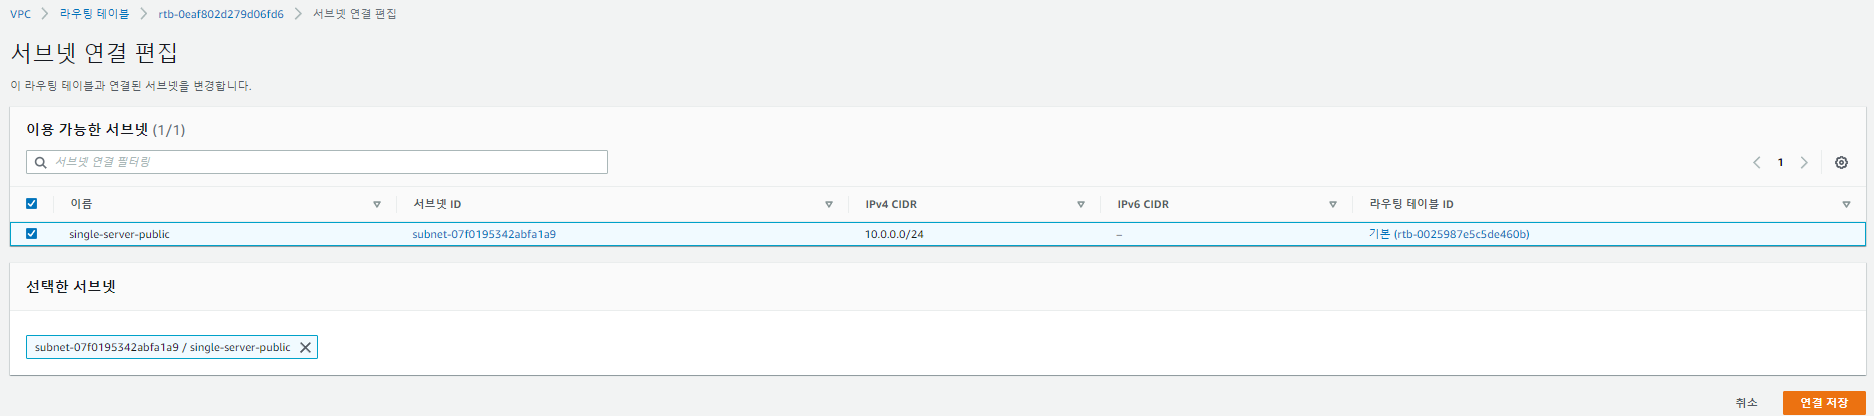 VPC > 라우팅 테이블 > rtb-0eaf802d279d06fd6 > 서브넷 연결 편집
서브넷 연결 편집
이 라우팅 테이블과 연결된 서브넷을 변경합니다.
이용 가능한 서브넷 (1/1)
서브넷 연결 필터링
1
이름 서브넷 ID IPv4 CIDR IPv6 CIDR 라우팅 테이블 ID
single-server-public subnet-07f0195342abfa1a9 10.0.0.0/24 – 기본 (rtb-0025987e5c5de460b)
선택한 서브넷
subnet-07f0195342abfa1a9 / single-server-public
취소 연결 저장